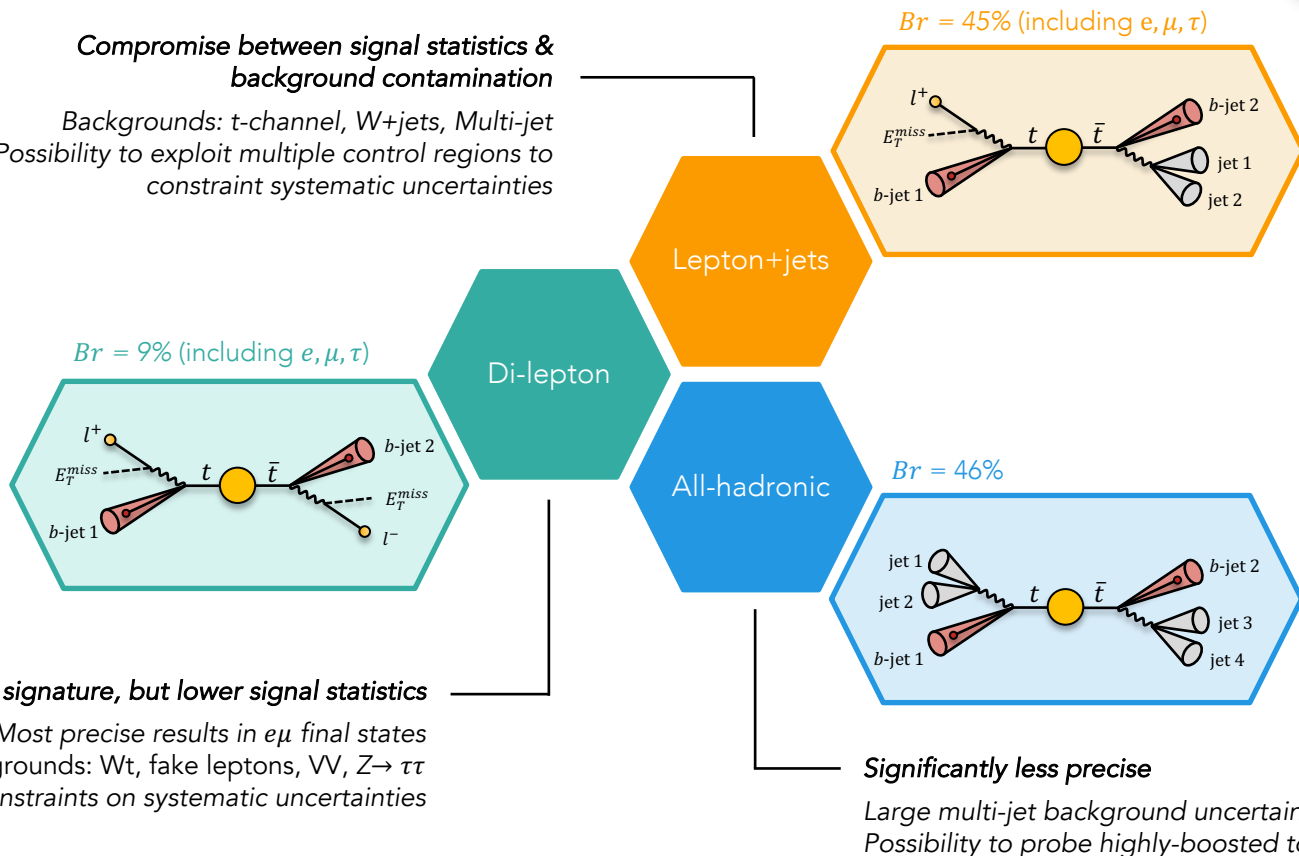 Br = 45% (including e, μ, τ)
Compromise between signal statistics &
background contamination
Backgrounds: t-channel, W+jets, Multi-jet
Possibility to exploit multiple control regions to
constraint systematic uncertainties
l⁺
E_T^miss
b-jet 1
t
t̄
b-jet 2
jet 1
jet 2
Lepton+jets
Br = 9% (including e, μ, τ)
Di-lepton
l⁺
E_T^miss
b-jet 1
t
t̄
b-jet 2
E_T^miss
l⁻
All-hadronic
Br = 46%
jet 1
jet 2
b-jet 1
t
t̄
b-jet 2
jet 3
jet 4
signature, but lower signal statistics
Most precise results in eμ final states
grounds: Wt, fake leptons, VV, Z→ ττ
nstraints on systematic uncertainties
Significantly less precise
Large multi-jet background uncertain
Possibility to probe highly-boosted to